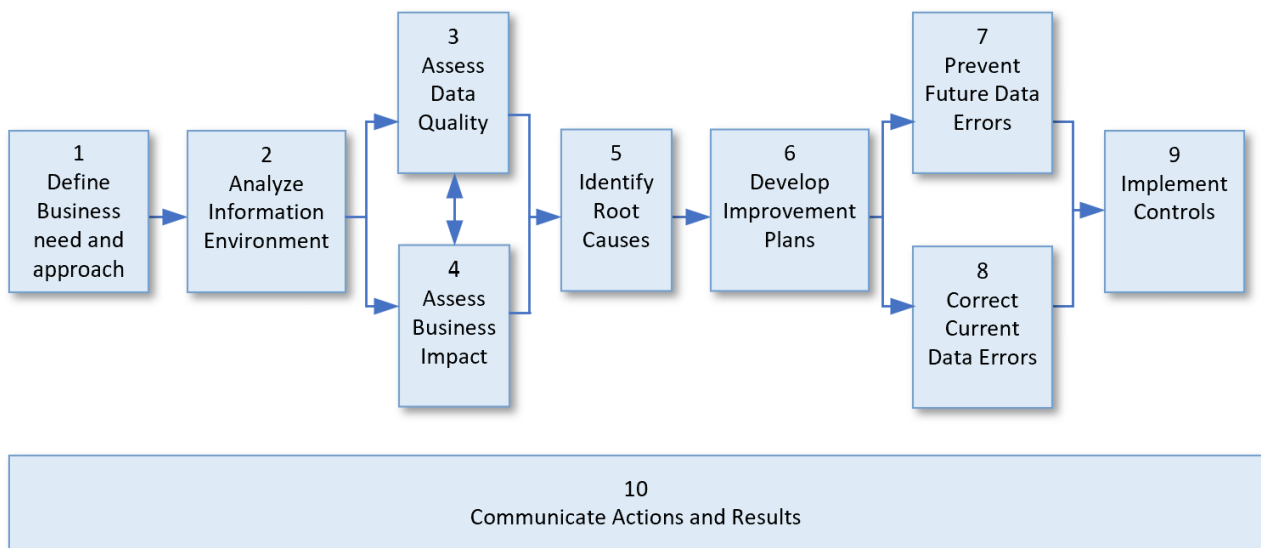 1
Define
Business
need and
approach
2
Analyze
Information
Environment
3
Assess
Data
Quality
4
Assess
Business
Impact
5
Identify
Root
Causes
6
Develop
Improvement
Plans
7
Prevent
Future Data
Errors
8
Correct
Current
Data Errors
9
Implement
Controls
10
Communicate Actions and Results